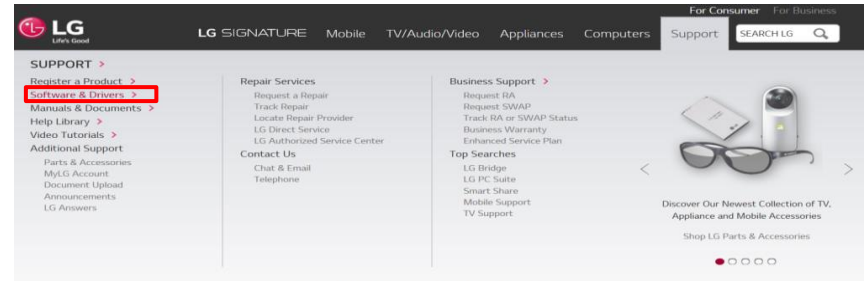 For Consumer For Business
LG
Life's Good
LG SIGNATURE Mobile TV/Audio/Video Appliances Computers Support SEARCH LG
SUPPORT >
Register a Product >
Software & Drivers >
Manuals & Documents >
Help Library >
Video Tutorials >
Additional Support
Parts & Accessories
MyLG Account
Document Upload
Announcements
LG Answers
Repair Services
Request a Repair
Track Repair
Locate Repair Provider
LG Direct Service
LG Authorized Service Center
Contact Us
Chat & Email
Telephone
Business Support >
Request RA
Request SWAP
Track RA or SWAP Status
Business Warranty
Enhanced Service Plan
Top Searches
LG Bridge
LG PC Suite
Smart Share
Mobile Support
TV Support
Discover Our Newest Collection of TV,
Appliance and Mobile Accessories
Shop LG Parts & Accessories